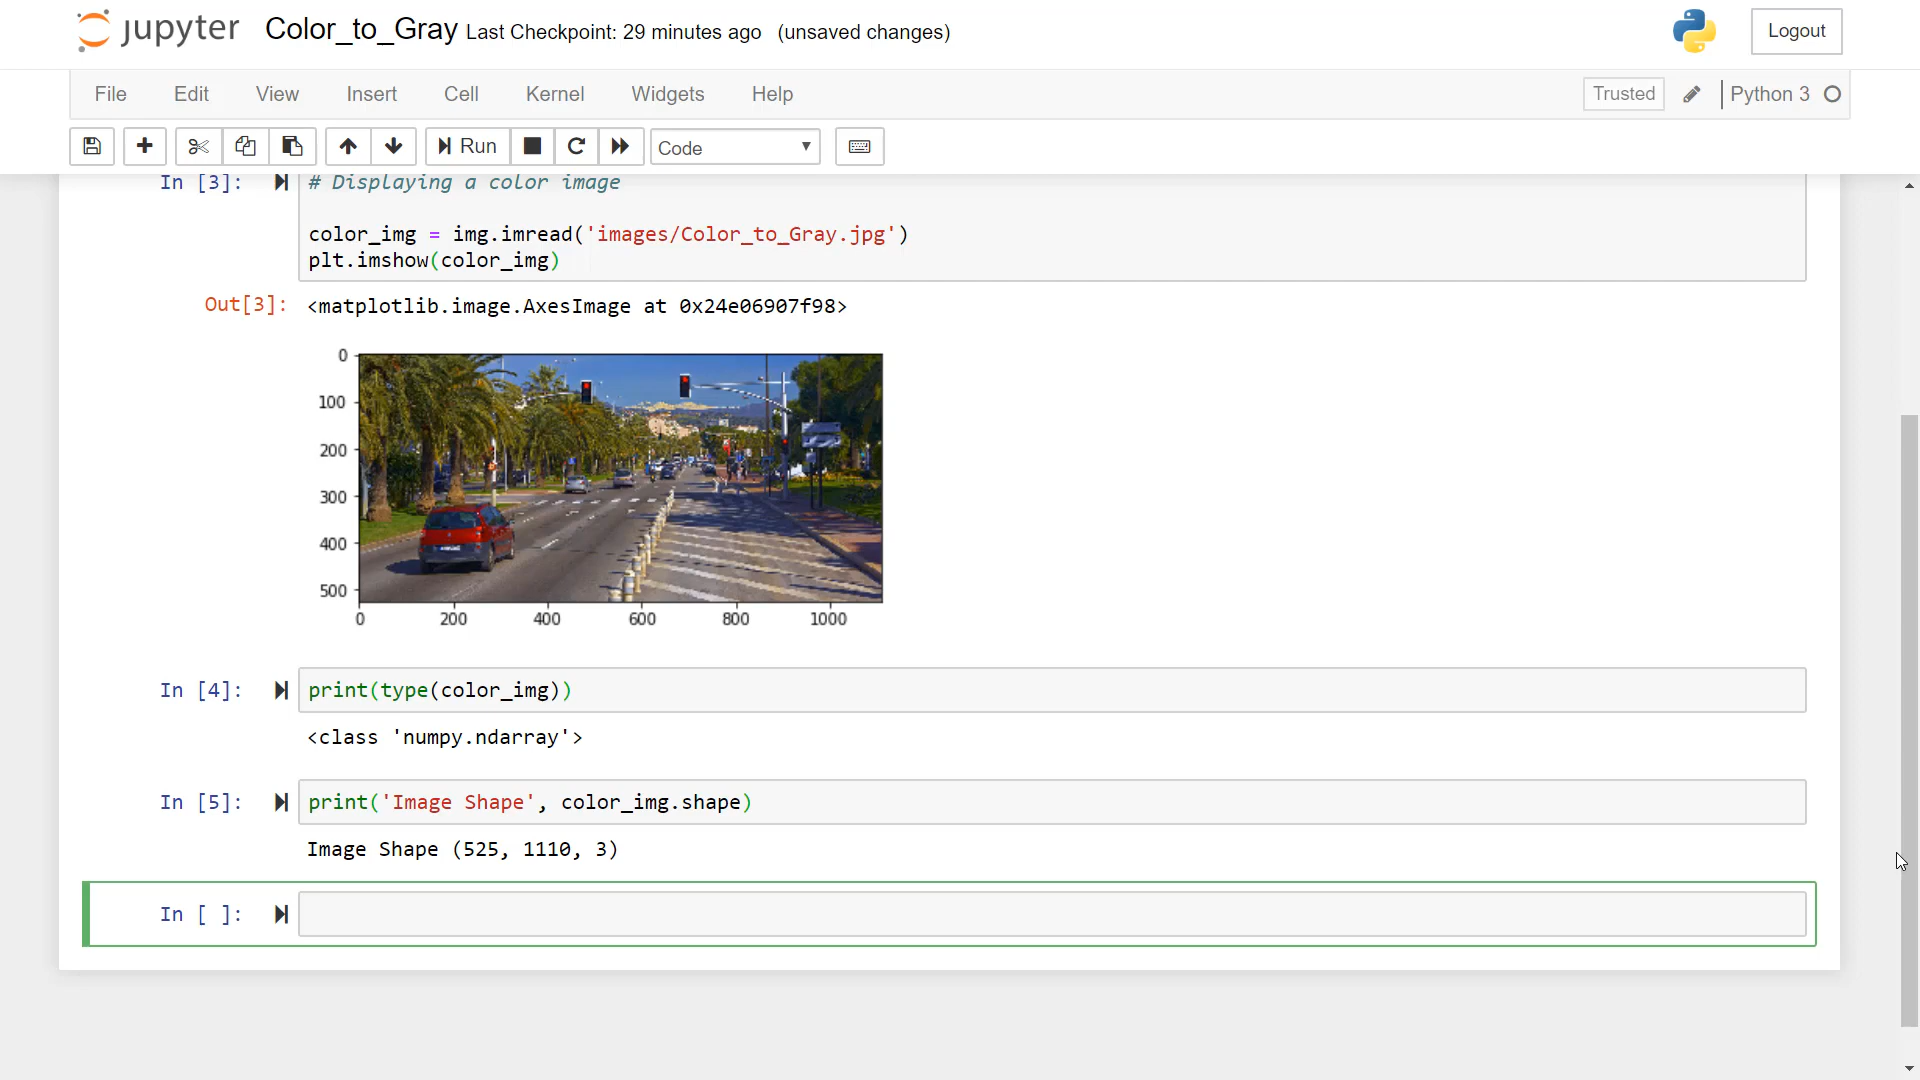 jupyter Color_to_Gray Last Checkpoint: 29 minutes ago (unsaved changes) Logout
File Edit View Insert Cell Kernel Widgets Help Trusted Python 3
Run Code
In [3]: # Displaying a color image
color_img = img.imread('images/Color_to_Gray.jpg')
plt.imshow(color_img)
Out[3]: <matplotlib.image.AxesImage at 0x24e06907f98>
0
100
200
300
400
500
0 200 400 600 800 1000
In [4]: print(type(color_img))
<class 'numpy.ndarray'>
In [5]: print('Image Shape', color_img.shape)
Image Shape (525, 1110, 3)
In [ ]: